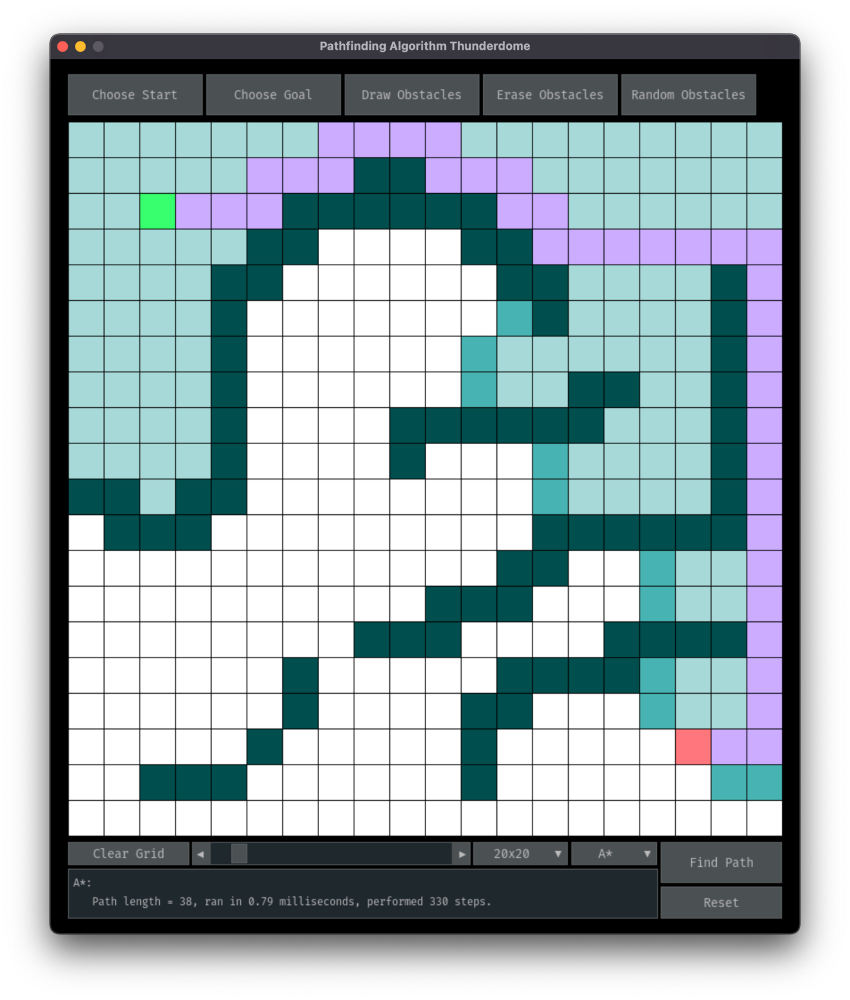 Pathfinding Algorithm Thunderdome
Choose Start
Choose Goal
Draw Obstacles
Erase Obstacles
Random Obstacles
Clear Grid
20x20
A*
Find Path
A*:
Path length = 38, ran in 0.79 milliseconds, performed 330 steps.
Reset